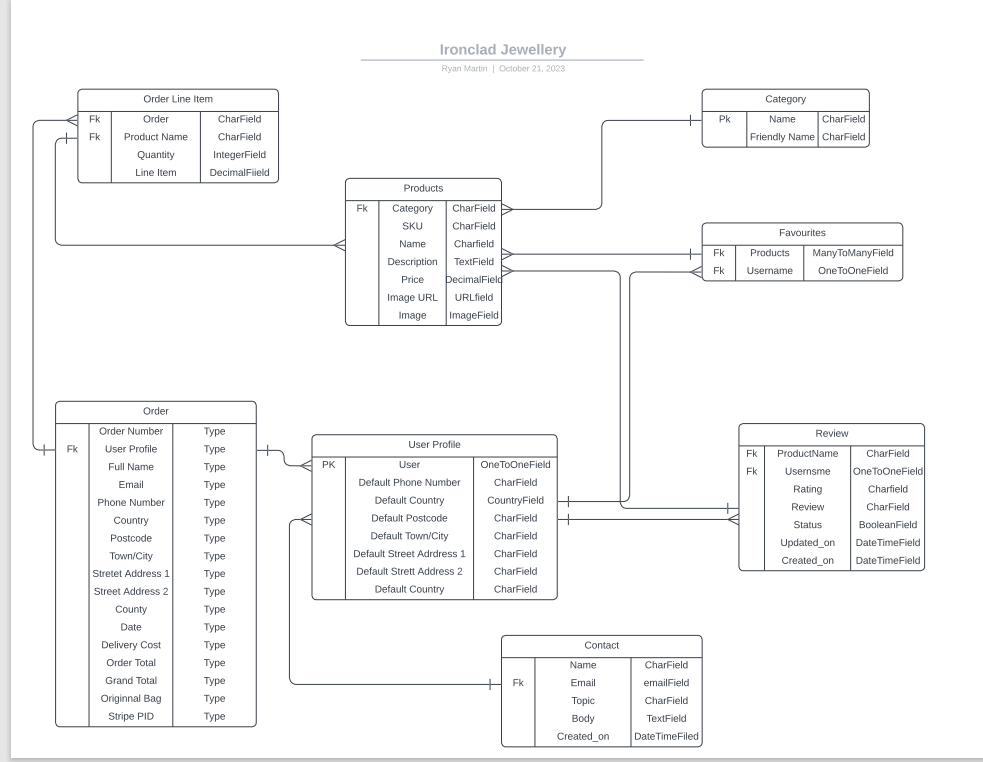 Ironclad Jewellery
Ryan Martin | October 21, 2023
Order Line Item
Fk Order CharField
Fk Product Name CharField
Quantity IntegerField
Line Item DecimalFiield
Category
Pk Name CharField
Friendly Name CharField
Products
Fk Category CharField
SKU CharField
Name Charfield
Description TextField
Price DecimalField
Image URL URLfield
Image ImageField
Favourites
Fk Products ManyToManyField
Fk Username OneToOneField
Order
Order Number Type
Fk User Profile Type
Full Name Type
Email Type
Phone Number Type
Country Type
Postcode Type
Town/City Type
Stretet Address 1 Type
Street Address 2 Type
County Type
Date Type
Delivery Cost Type
Order Total Type
Grand Total Type
Originnal Bag Type
Stripe PID Type
User Profile
PK User OneToOneField
Default Phone Number CharField
Default Country CountryField
Default Postcode CharField
Default Town/City CharField
Default Street Adrdress 1 CharField
Default Strett Address 2 CharField
Default Country CharField
Review
Fk ProductName CharField
Fk Usernsme OneToOneField
Rating Charfield
Review CharField
Status BooleanField
Updated_on DateTimeField
Created_on DateTimeField
Contact
Name CharField
Fk Email emailField
Topic CharField
Body TextField
Created_on DateTimeFiled